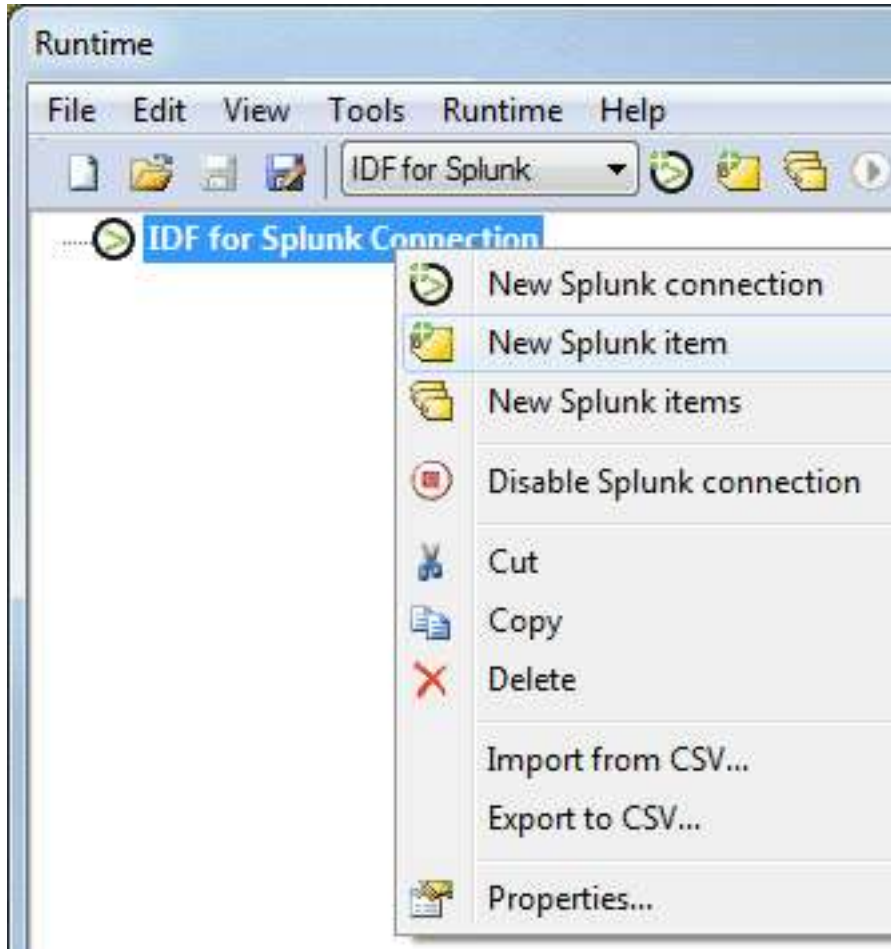 Runtime
File Edit View Tools Runtime Help
IDF for Splunk
IDF for Splunk Connection
New Splunk connection
New Splunk item
New Splunk items
Disable Splunk connection
Cut
Copy
Delete
Import from CSV...
Export to CSV...
Properties...